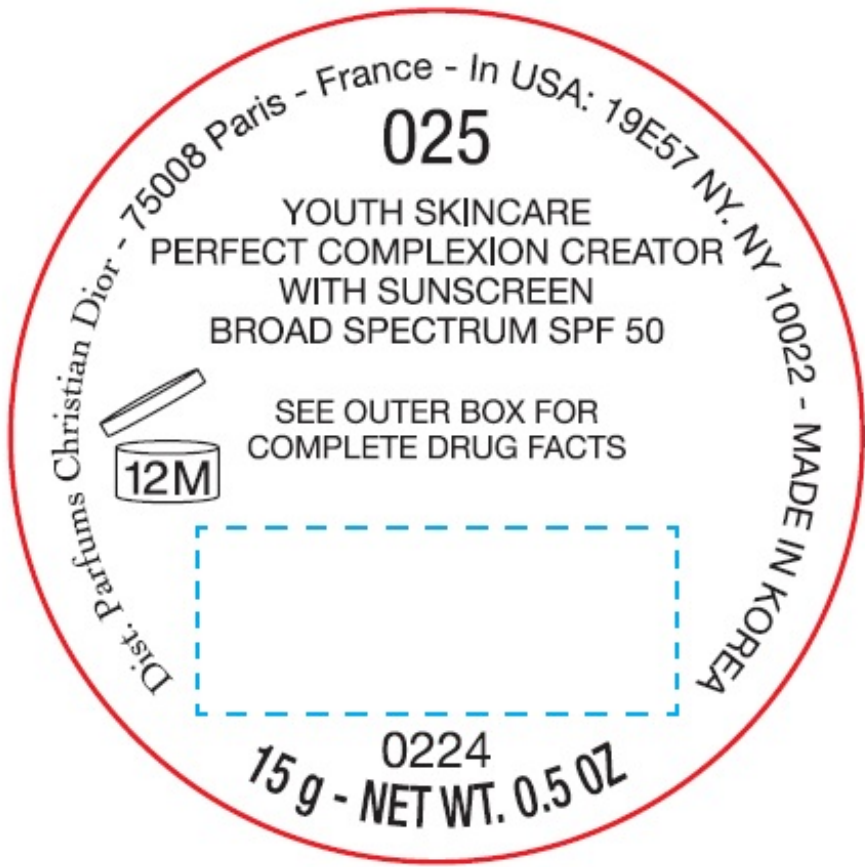 Dist. Parfums Christian Dior - 75008 Paris - France - In USA: 19E57 NY. NY 10022 - MADE IN KOREA
025
YOUTH SKINCARE
PERFECT COMPLEXION CREATOR
WITH SUNSCREEN
BROAD SPECTRUM SPF 50
SEE OUTER BOX FOR
COMPLETE DRUG FACTS
12M
0224
15 g - NET WT. 0.5 OZ